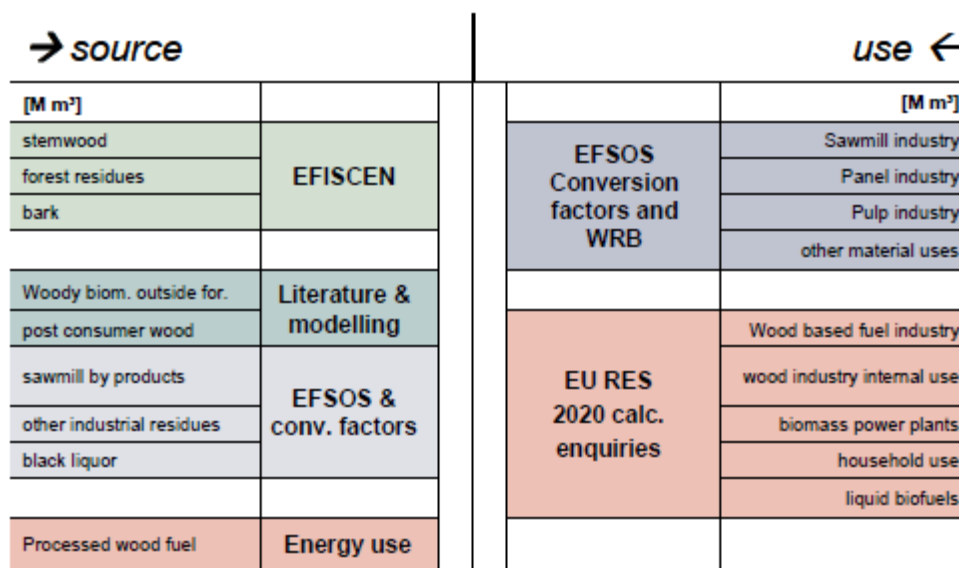 → source
use ←
[M m³]
[M m³]
stemwood
forest residues
bark
EFISCEN
EFSOS
Conversion
factors and
WRB
Sawmill industry
Panel industry
Pulp industry
other material uses
Woody biom. outside for.
post consumer wood
Literature &
modelling
sawmill by products
other industrial residues
black liquor
EFSOS &
conv. factors
EU RES
2020 calc.
enquiries
Wood based fuel industry
wood industry internal use
biomass power plants
household use
liquid biofuels
Processed wood fuel
Energy use